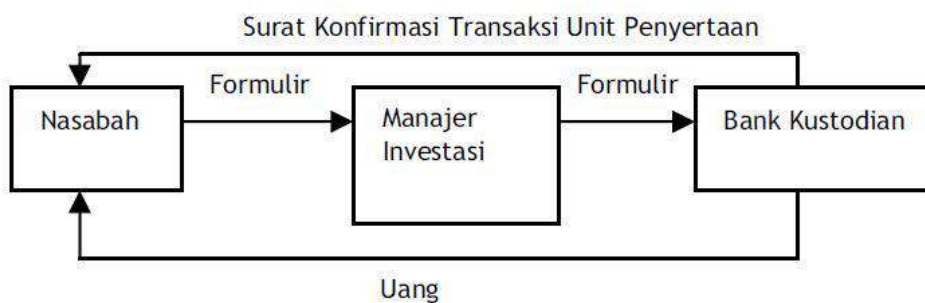 Surat Konfirmasi Transaksi Unit Penyertaan
Formulir
Formulir
Nasabah
Manajer
Investasi
Bank Kustodian
Uang